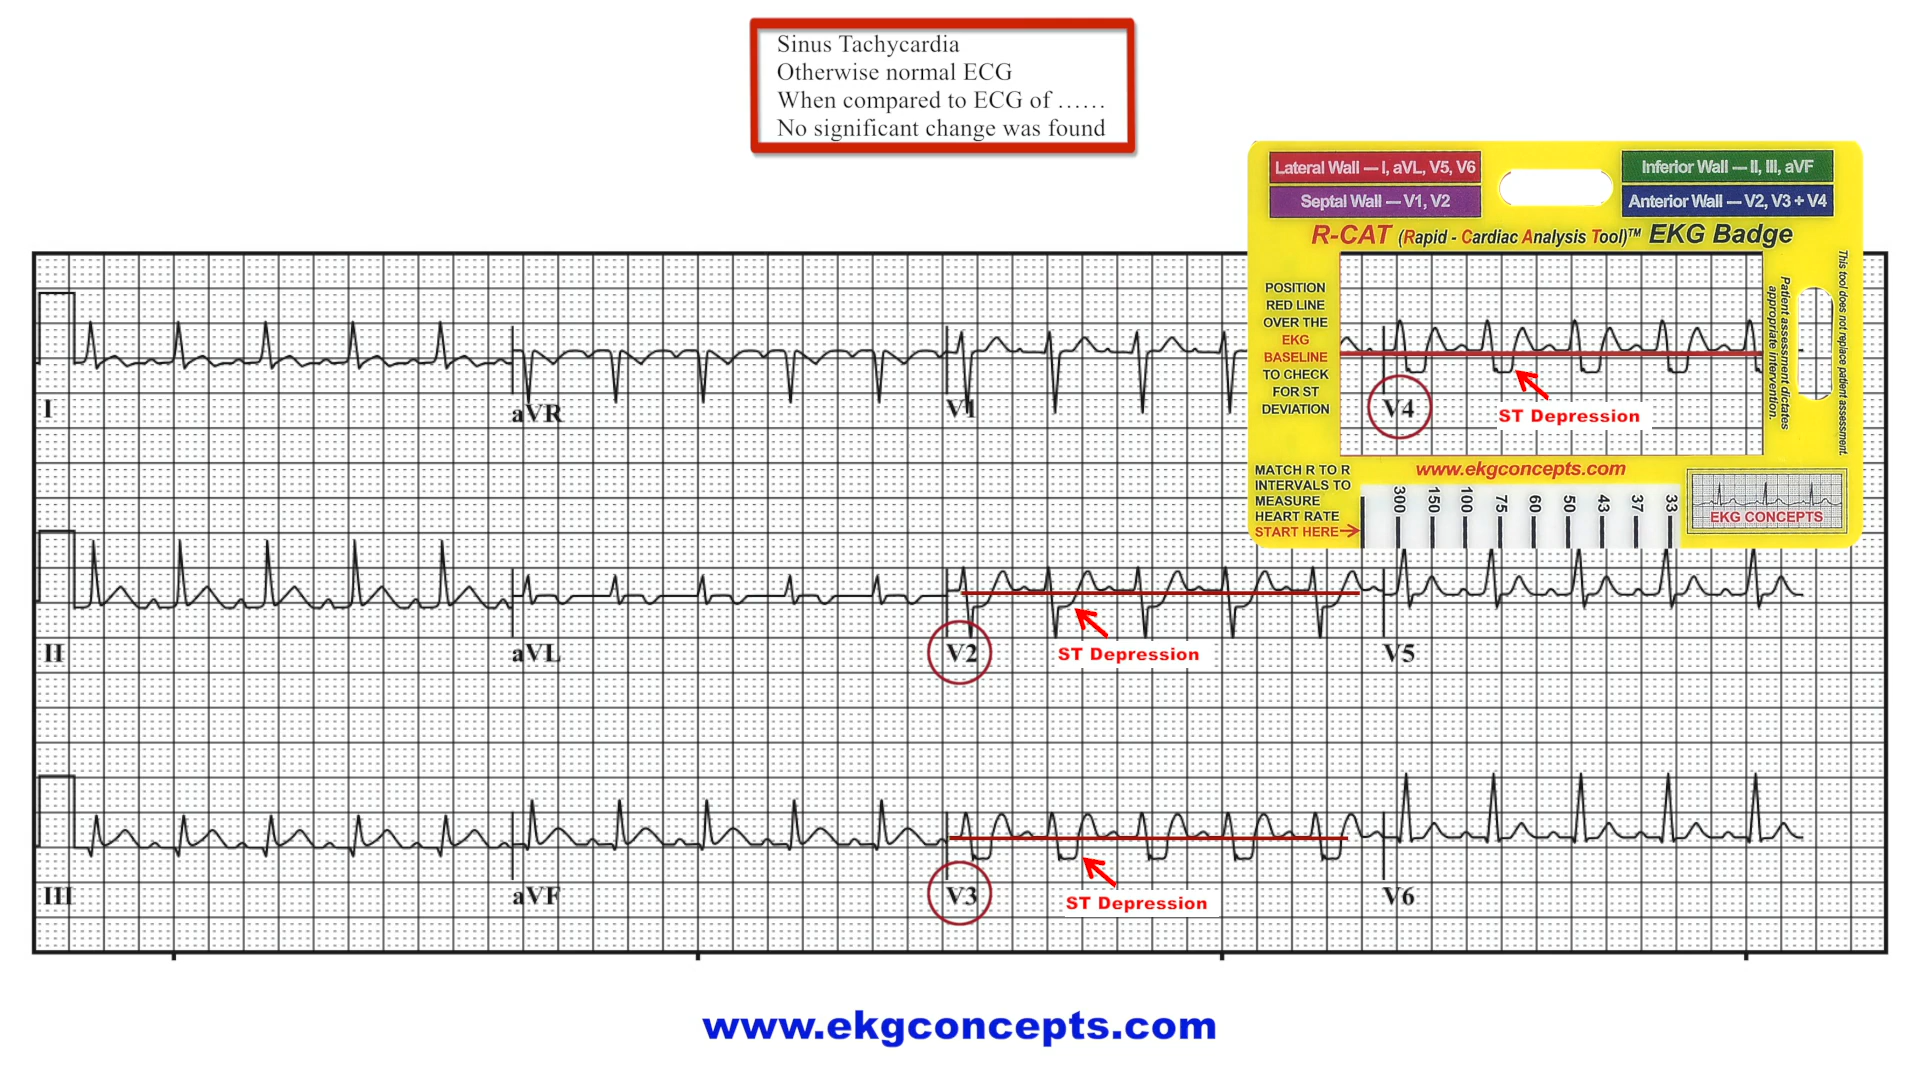 Sinus Tachycardia
Otherwise normal ECG
When compared to ECG of ......
No significant change was found
Lateral Wall — I, aVL, V5, V6
Septal Wall — V1, V2
Inferior Wall — II, III, aVF
Anterior Wall — V2, V3 + V4
R-CAT (Rapid - Cardiac Analysis Tool)™ EKG Badge
POSITION
RED LINE
OVER THE
EKG
BASELINE
TO CHECK
FOR ST
DEVIATION
This tool does not replace patient assessment.
Patient assessment dictates
appropriate intervention.
I
aVR
V1
V4
ST Depression
MATCH R TO R
INTERVALS TO
MEASURE
HEART RATE
START HERE→
www.ekgconcepts.com
300 150 100 75 60 50 43 37 33
EKG CONCEPTS
II
aVL
V2
ST Depression
V5
III
aVF
V3
ST Depression
V6
www.ekgconcepts.com